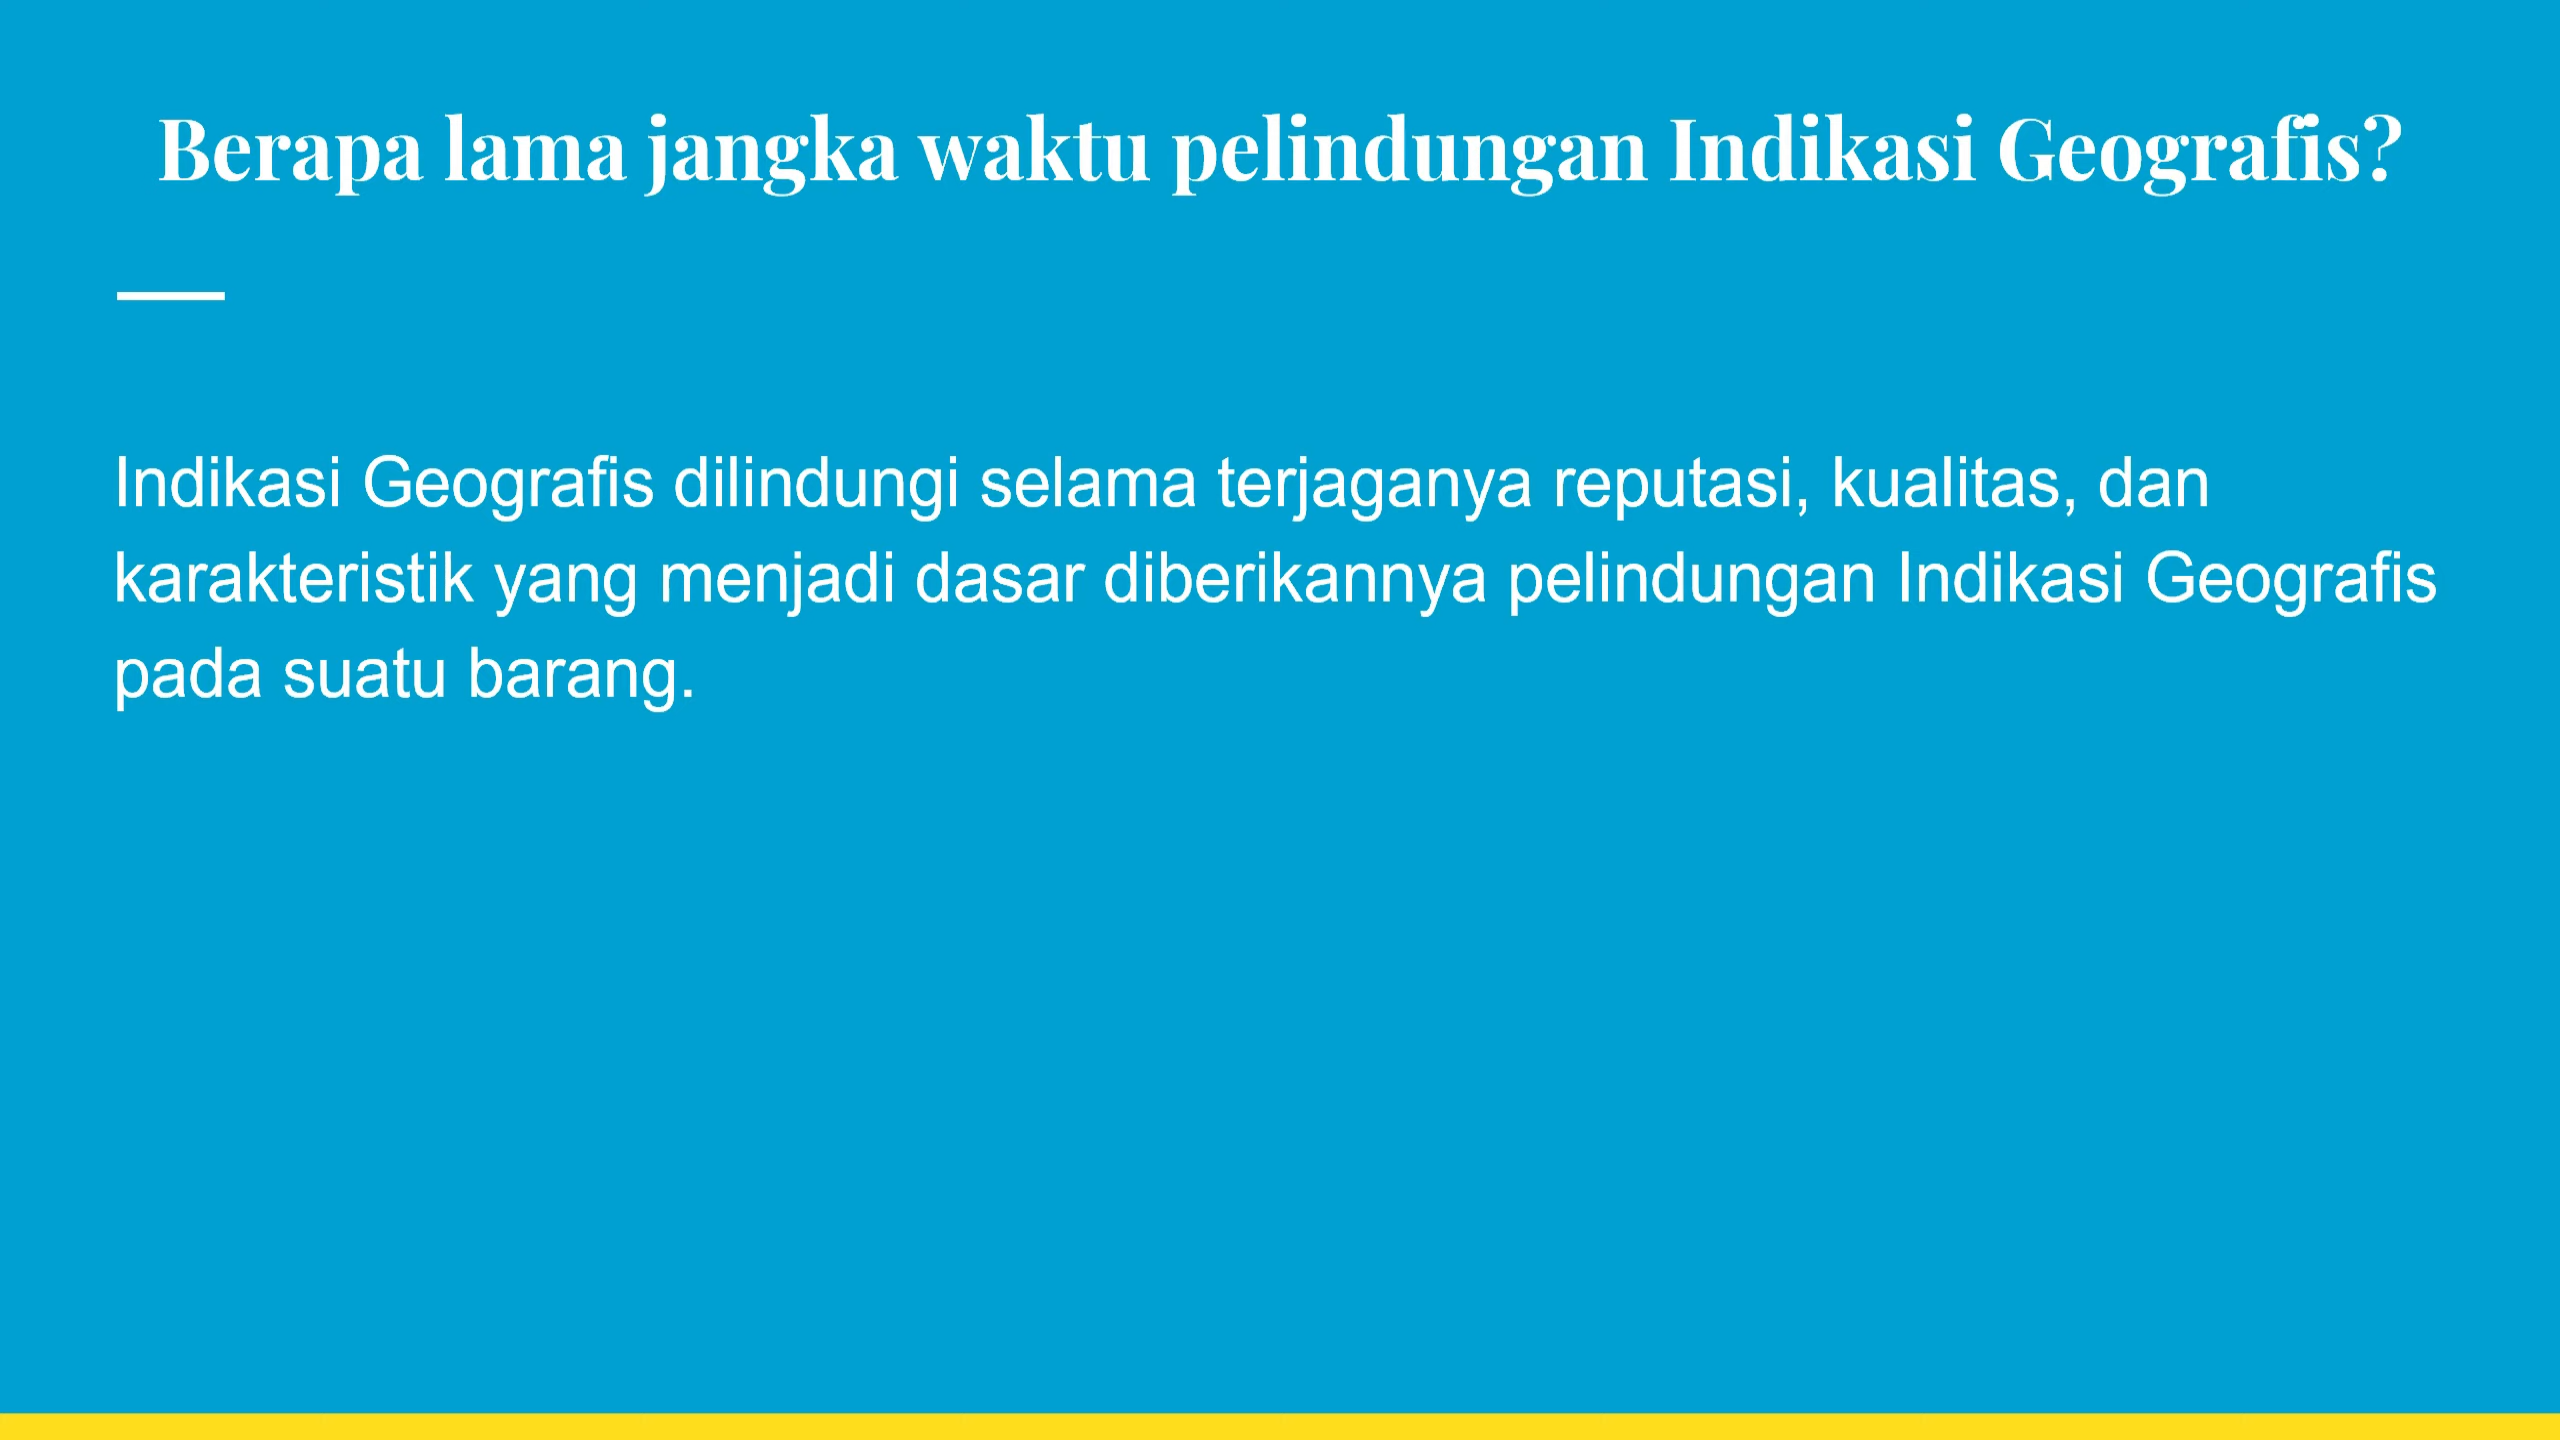 Berapa lama jangka waktu pelindungan Indikasi Geografis?
Indikasi Geografis dilindungi selama terjaganya reputasi, kualitas, dan
karakteristik yang menjadi dasar diberikannya pelindungan Indikasi Geografis
pada suatu barang.